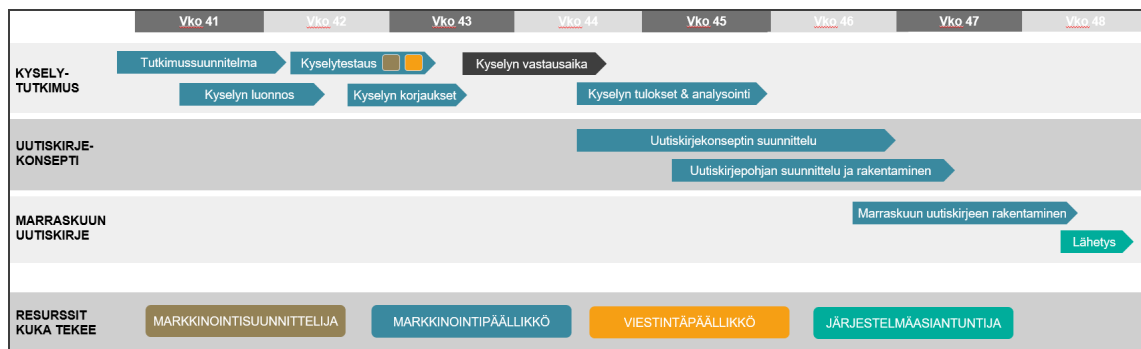 Vko 41 Vko 42 Vko 43 Vko 44 Vko 45 Vko 46 Vko 47 Vko 48
KYSELY-
TUTKIMUS
Tutkimussuunnitelma Kyselytestaus Kyselyn vastausaika
Kyselyn luonnos Kyselyn korjaukset Kyselyn tulokset & analysointi
UUTISKIRJE-
KONSEPTI
Uutiskirjekonseptin suunnittelu
Uutiskirjepohjan suunnittelu ja rakentaminen
MARRASKUUN
UUTISKIRJE
Marraskuun uutiskirjeen rakentaminen
Lähetys
RESURSSIT
KUKA TEKEE
MARKKINOINTISUUNNITTELIJA MARKKINOINTIPÄÄLLIKKÖ VIESTINTÄPÄÄLLIKKÖ JÄRJESTELMÄASIANTUNTIJA